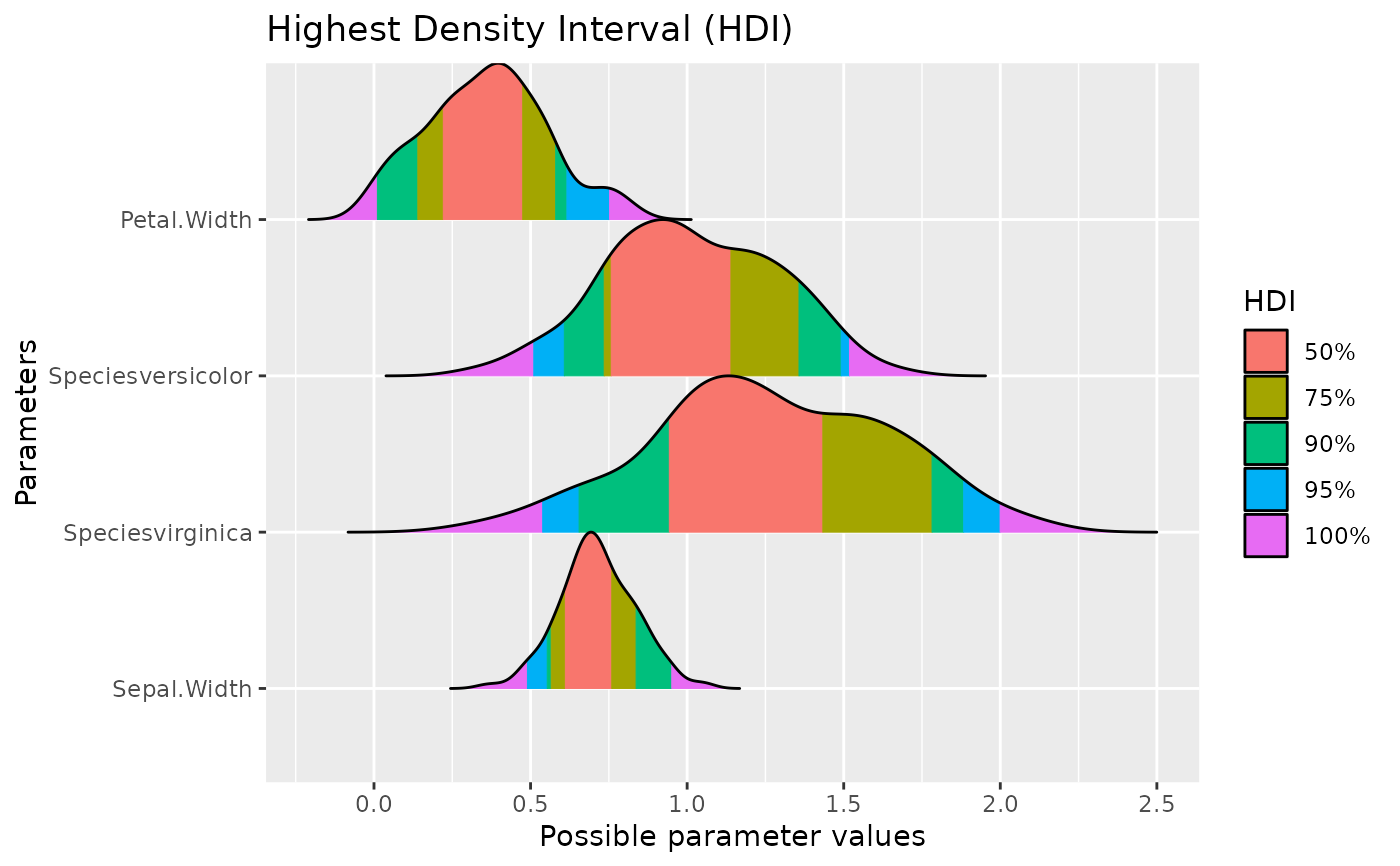 Highest Density Interval (HDI)
Parameters
Petal.Width
Speciesversicolor
Speciesvirginica
Sepal.Width
0.0 0.5 1.0 1.5 2.0 2.5
Possible parameter values
HDI
50%
75%
90%
95%
100%